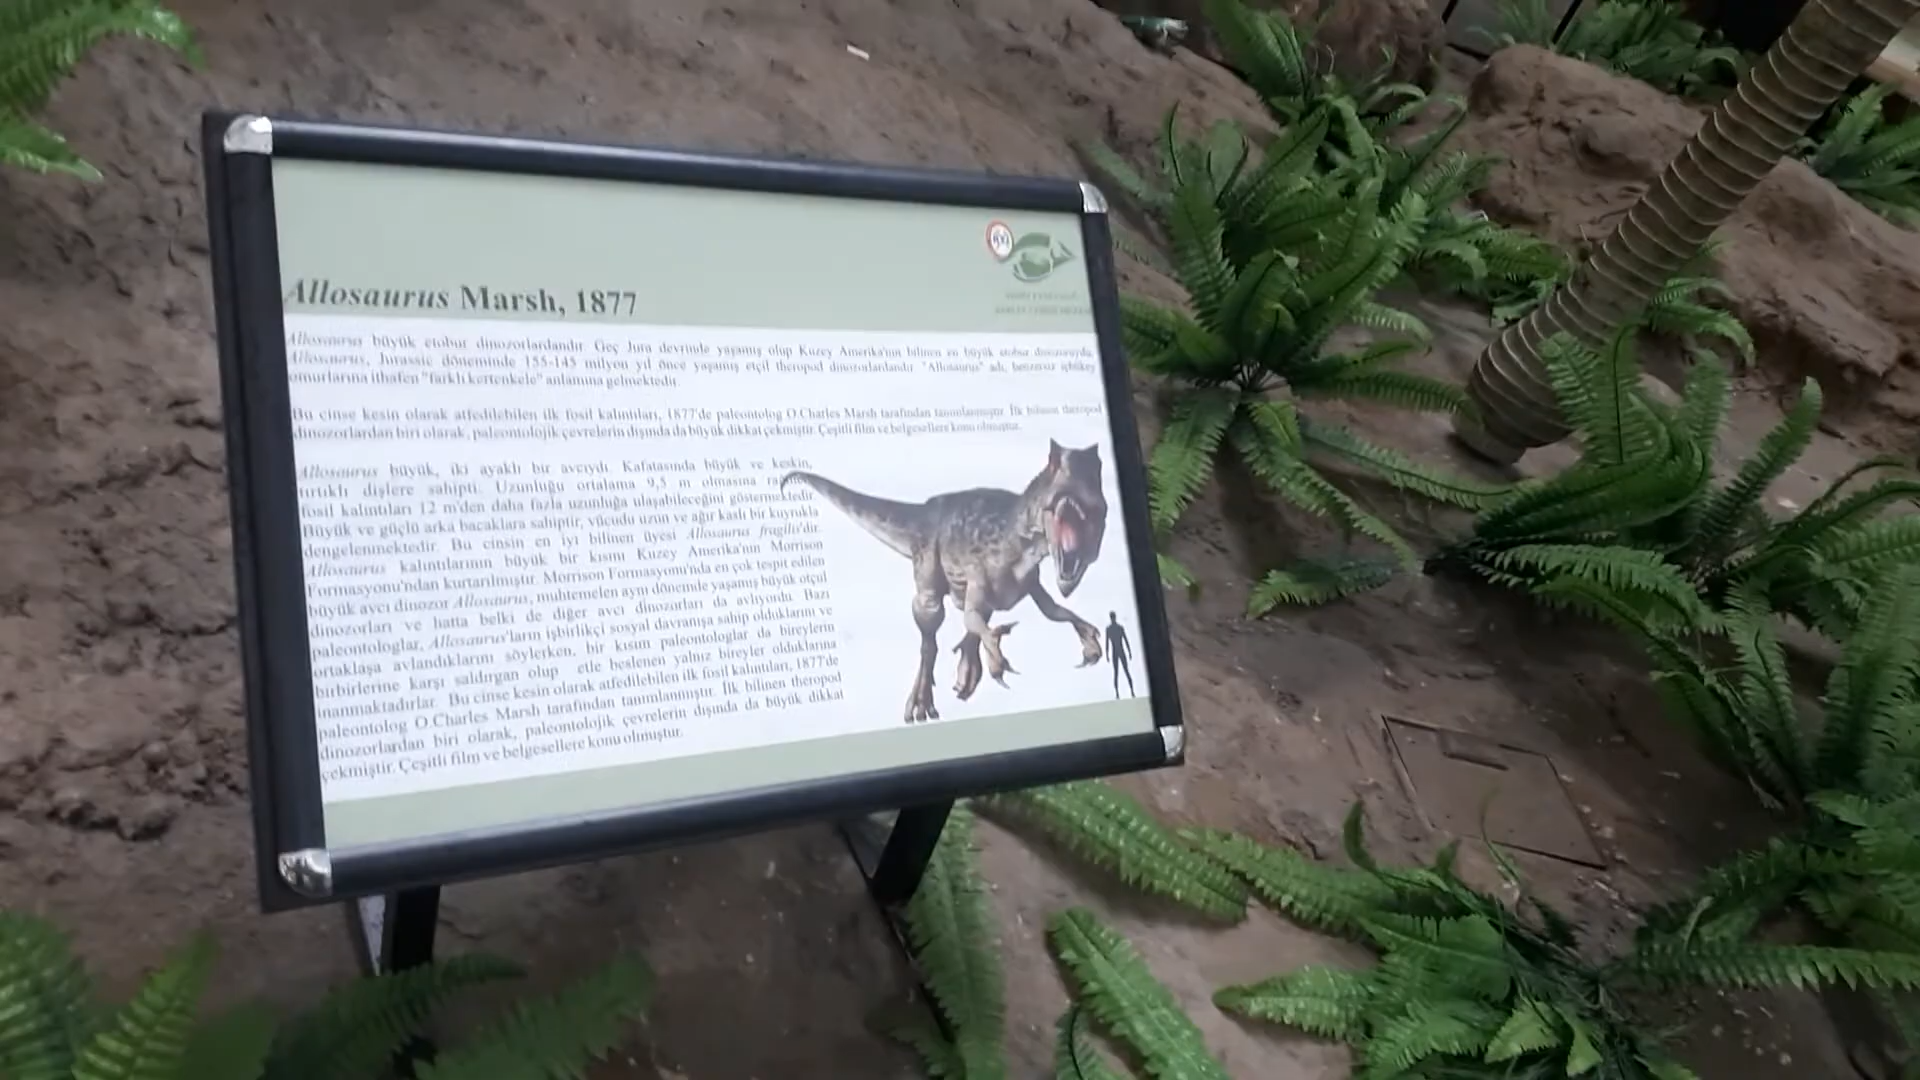 Allosaurus Marsh, 1877
Allosaurus büyük etobur dinozorlardandır. Geç Jura devrinde yaşamış olup Kuzey Amerika'nın bilinen en büyük etobur dinozorudur.
Allosaurus, Jurassic döneminde 155-145 milyon yıl önce yaşamış etçil theropod dinozorlardandır. "Allosaurus" adı, benzersiz içbükey
omurlarına ithafen "farklı kertenkele" anlamına gelmektedir.
Bu cinse kesin olarak atfedilebilen ilk fosil kalıntıları, 1877'de paleontolog O.Charles Marsh tarafından tanımlanmıştır. İlk bilinen theropod
dinozorlardan biri olarak, paleontolojik çevrelerin dışında da büyük dikkat çekmiştir. Çeşitli film ve belgesellere konu olmuştur.
Allosaurus büyük, iki ayaklı bir avcıydı. Kafatasında büyük ve keskin,
tırtıklı dişlere sahipti. Uzunluğu ortalama 9,5 m olmasına rağmen,
fosil kalıntıları 12 m'den daha fazla uzunluğa ulaşabileceğini göstermektedir.
Büyük ve güçlü arka bacaklara sahiptir, vücudu uzun ve ağır kaslı bir kuyrukla
dengelenmektedir. Bu cinsin en iyi bilinen üyesi Allosaurus fragilis'dir.
Allosaurus kalıntılarının büyük bir kısmı Kuzey Amerika'nın Morrison
Formasyonu'ndan kurtarılmıştır. Morrison Formasyonu'nda en çok tespit edilen
büyük avcı dinozor Allosaurus, muhtemelen aynı dönemde yaşamış büyük otçul
dinozorları ve hatta belki de diğer avcı dinozorları da avlıyordu. Bazı
paleontologlar, Allosaurus'ların işbirlikçi sosyal davranışa sahip olduklarını ve
ortaklaşa avlandıklarını söylerken, bir kısım paleontologlar da bireylerin
birbirlerine karşı saldırgan olup etle beslenen yalnız bireyler olduklarına
inanmaktadırlar. Bu cinse kesin olarak atfedilebilen ilk fosil kalıntıları, 1877'de
paleontolog O.Charles Marsh tarafından tanımlanmıştır. İlk bilinen theropod
dinozorlardan biri olarak, paleontolojik çevrelerin dışında da büyük dikkat
çekmiştir. Çeşitli film ve belgesellere konu olmuştur.